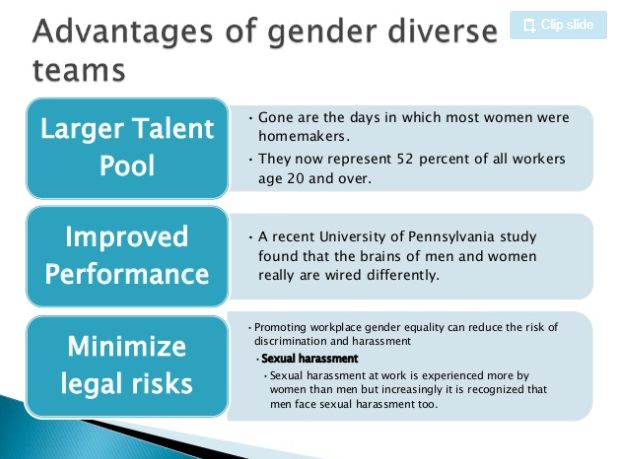 Advantages of gender diverse
teams
Clip slide
Larger Talent
Pool
• Gone are the days in which most women were
homemakers.
• They now represent 52 percent of all workers
age 20 and over.
Improved
Performance
• A recent University of Pennsylvania study
found that the brains of men and women
really are wired differently.
Minimize
legal risks
• Promoting workplace gender equality can reduce the risk of
discrimination and harassment
• Sexual harassment
• Sexual harassment at work is experienced more by
women than men but increasingly it is recognized that
men face sexual harassment too.